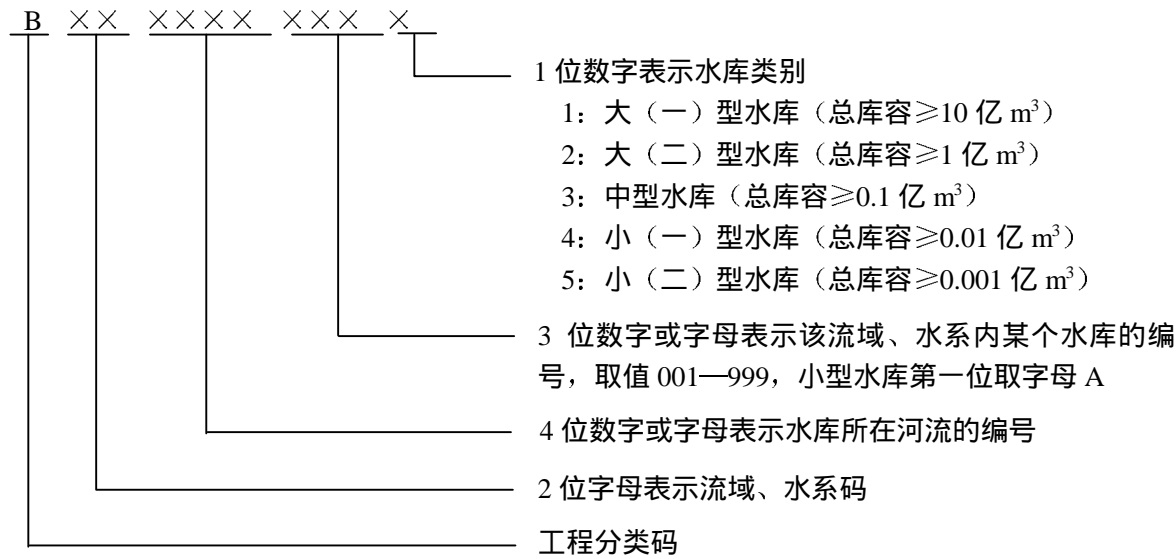 B ×× ×××× ××× ×
1 位数字表示水库类别
1：大（一）型水库（总库容≥10 亿 m³）
2：大（二）型水库（总库容≥1 亿 m³）
3：中型水库（总库容≥0.1 亿 m³）
4：小（一）型水库（总库容≥0.01 亿 m³）
5：小（二）型水库（总库容≥0.001 亿 m³）
3 位数字或字母表示该流域、水系内某个水库的编
号，取值 001—999，小型水库第一位取字母 A
4 位数字或字母表示水库所在河流的编号
2 位字母表示流域、水系码
工程分类码